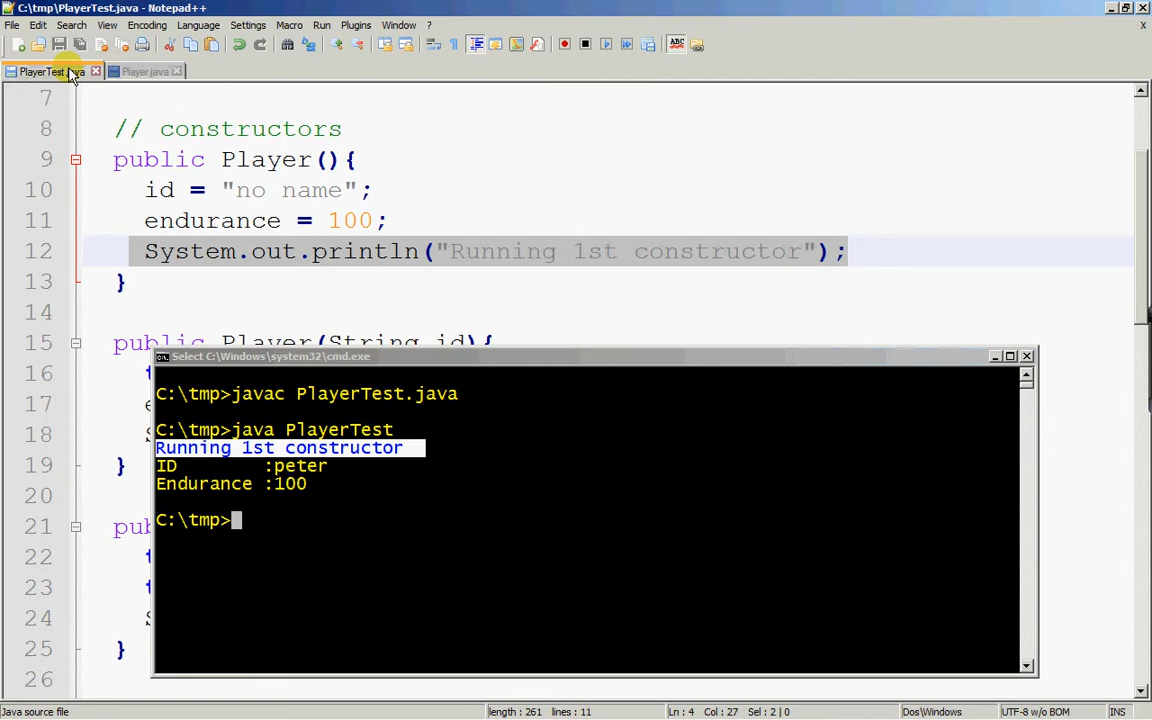 C:\tmp\PlayerTest.java - Notepad++
File Edit Search View Encoding Language Settings Macro Run Plugins Window ?
X
PlayerTest.java Player.java
7
8 // constructors
9 public Player(){
10 id = "no name";
11 endurance = 100;
12 System.out.println("Running 1st constructor");
13 }
14
15 public Player(String id){
16 t
17 e
18 S
19 }
20
21 pub
22 t
23 t
24 S
25 }
26
Select C:\Windows\system32\cmd.exe
C:\tmp>javac PlayerTest.java
C:\tmp>java PlayerTest
Running 1st constructor
ID :peter
Endurance :100
C:\tmp>
Java source file length : 261 lines : 11 Ln : 4 Col : 27 Sel : 2 | 0 Dos\Windows UTF-8 w/o BOM INS